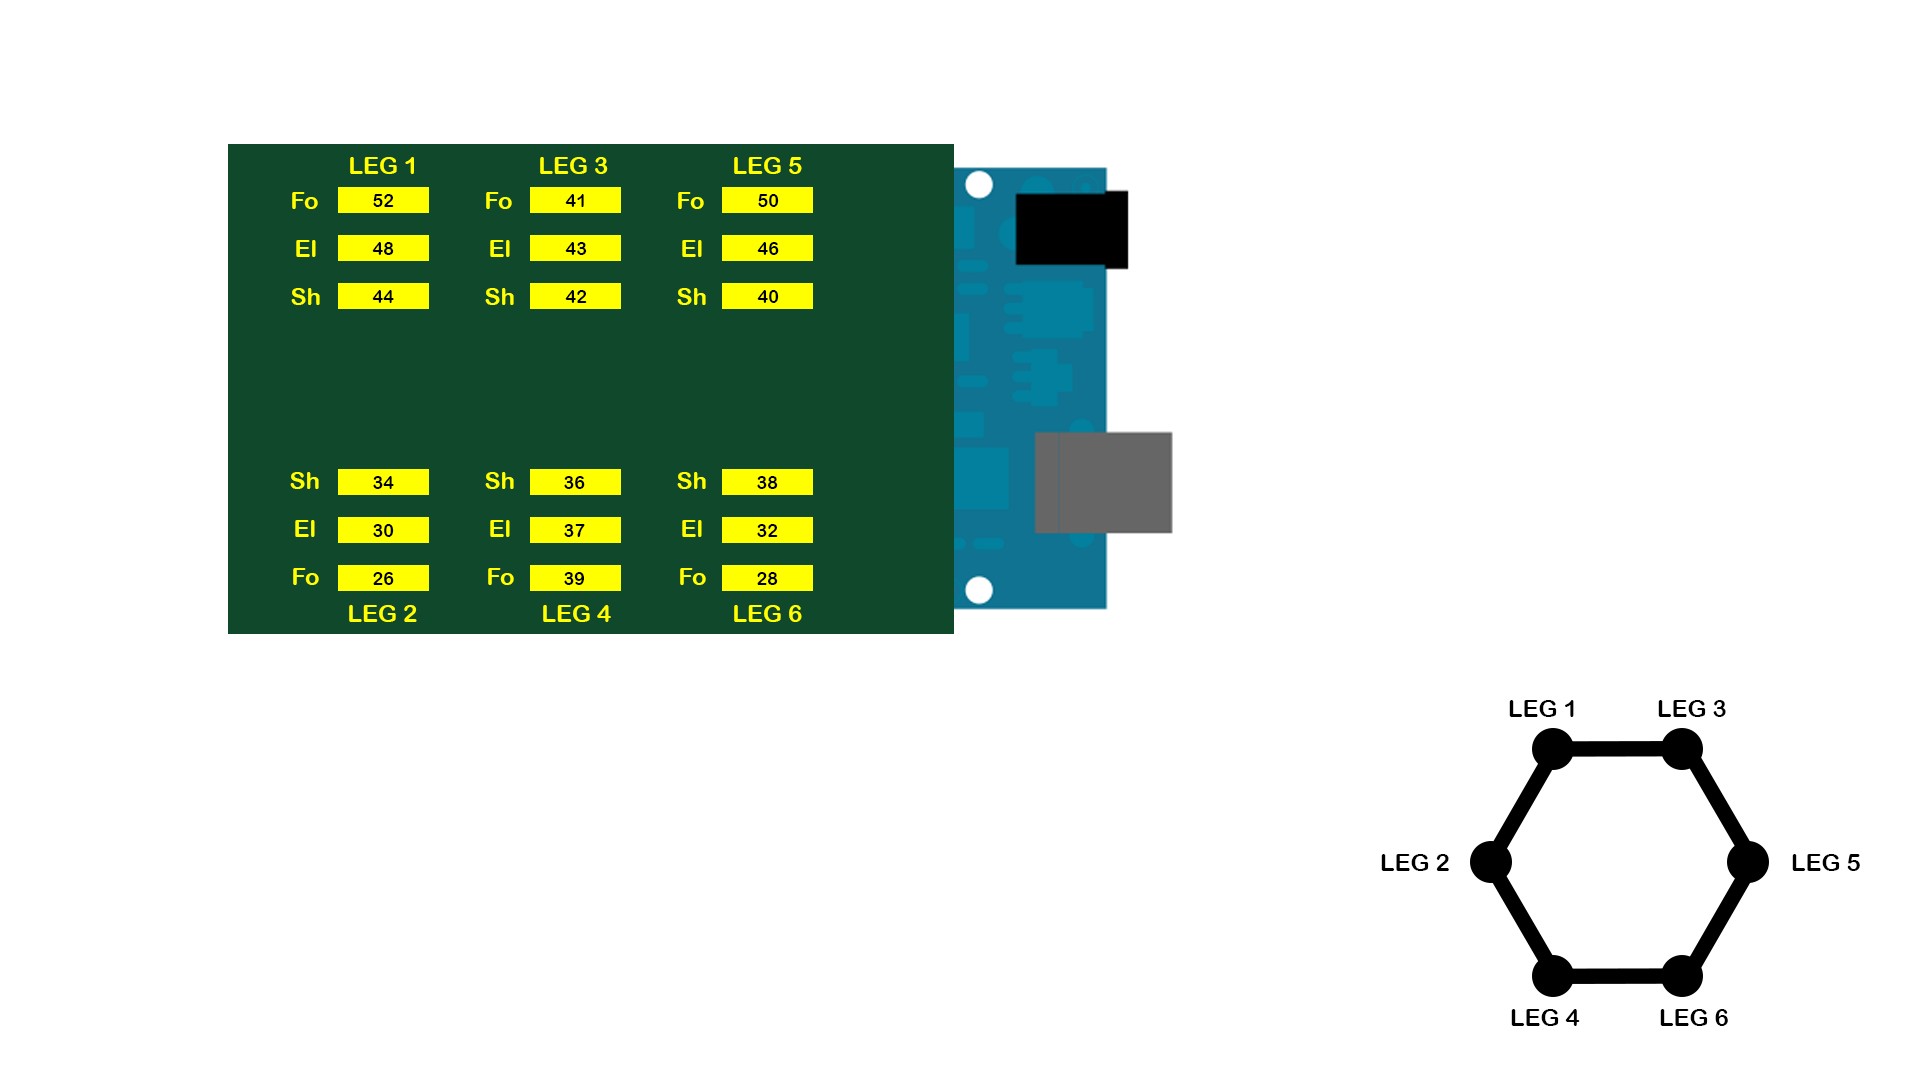 LEG 1 LEG 3 LEG 5
Fo 52 Fo 41 Fo 50
El 48 El 43 El 46
Sh 44 Sh 42 Sh 40
Sh 34 Sh 36 Sh 38
El 30 El 37 El 32
Fo 26 Fo 39 Fo 28
LEG 2 LEG 4 LEG 6
LEG 1 LEG 3
LEG 2 LEG 5
LEG 4 LEG 6